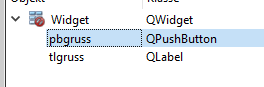 Objekt Klasse
Widget QWidget
pbgruss QPushButton
tlgruss QLabel